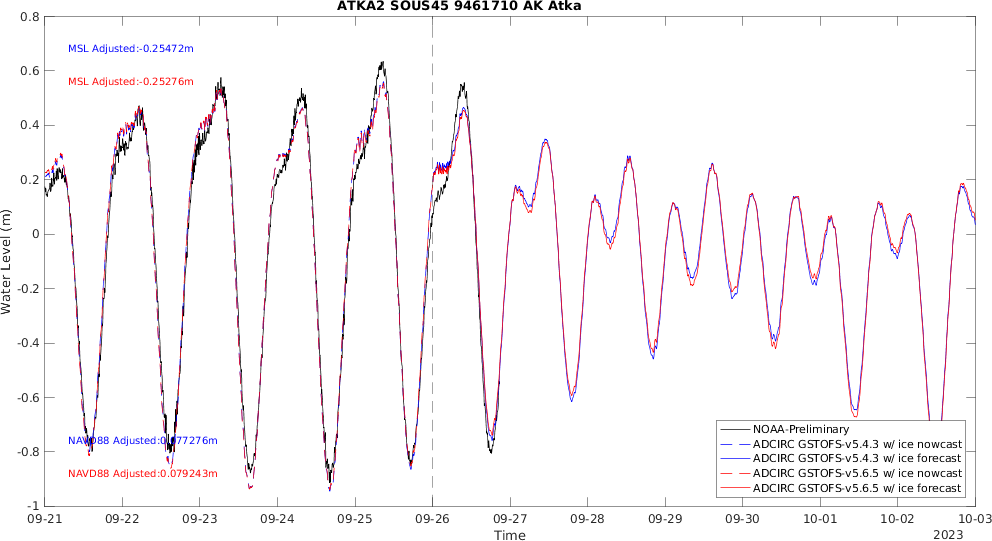 ATKA2 SOUS45 9461710 AK Atka
0.8
MSL Adjusted:-0.25472m
0.6
MSL Adjusted:-0.25276m
0.4
0.2
0
-0.2
-0.4
-0.6
-0.8
-1
Water Level (m)
NAVD88 Adjusted:0.077276m
NAVD88 Adjusted:0.079243m
NOAA-Preliminary
ADCIRC GSTOFS-v5.4.3 w/ ice nowcast
ADCIRC GSTOFS-v5.4.3 w/ ice forecast
ADCIRC GSTOFS-v5.6.5 w/ ice nowcast
ADCIRC GSTOFS-v5.6.5 w/ ice forecast
09-21 09-22 09-23 09-24 09-25 09-26 09-27 09-28 09-29 09-30 10-01 10-02 10-03
Time
2023